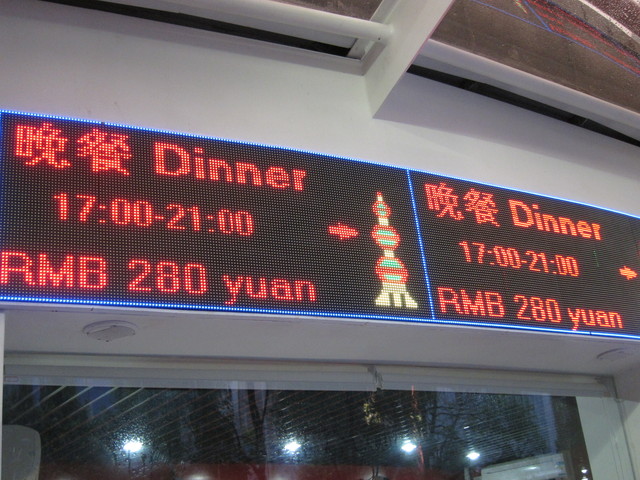 晚餐 Dinner
17:00-21:00
RMB 280 yuan
晚餐 Dinner
17:00-21:00
RMB 280 yuan